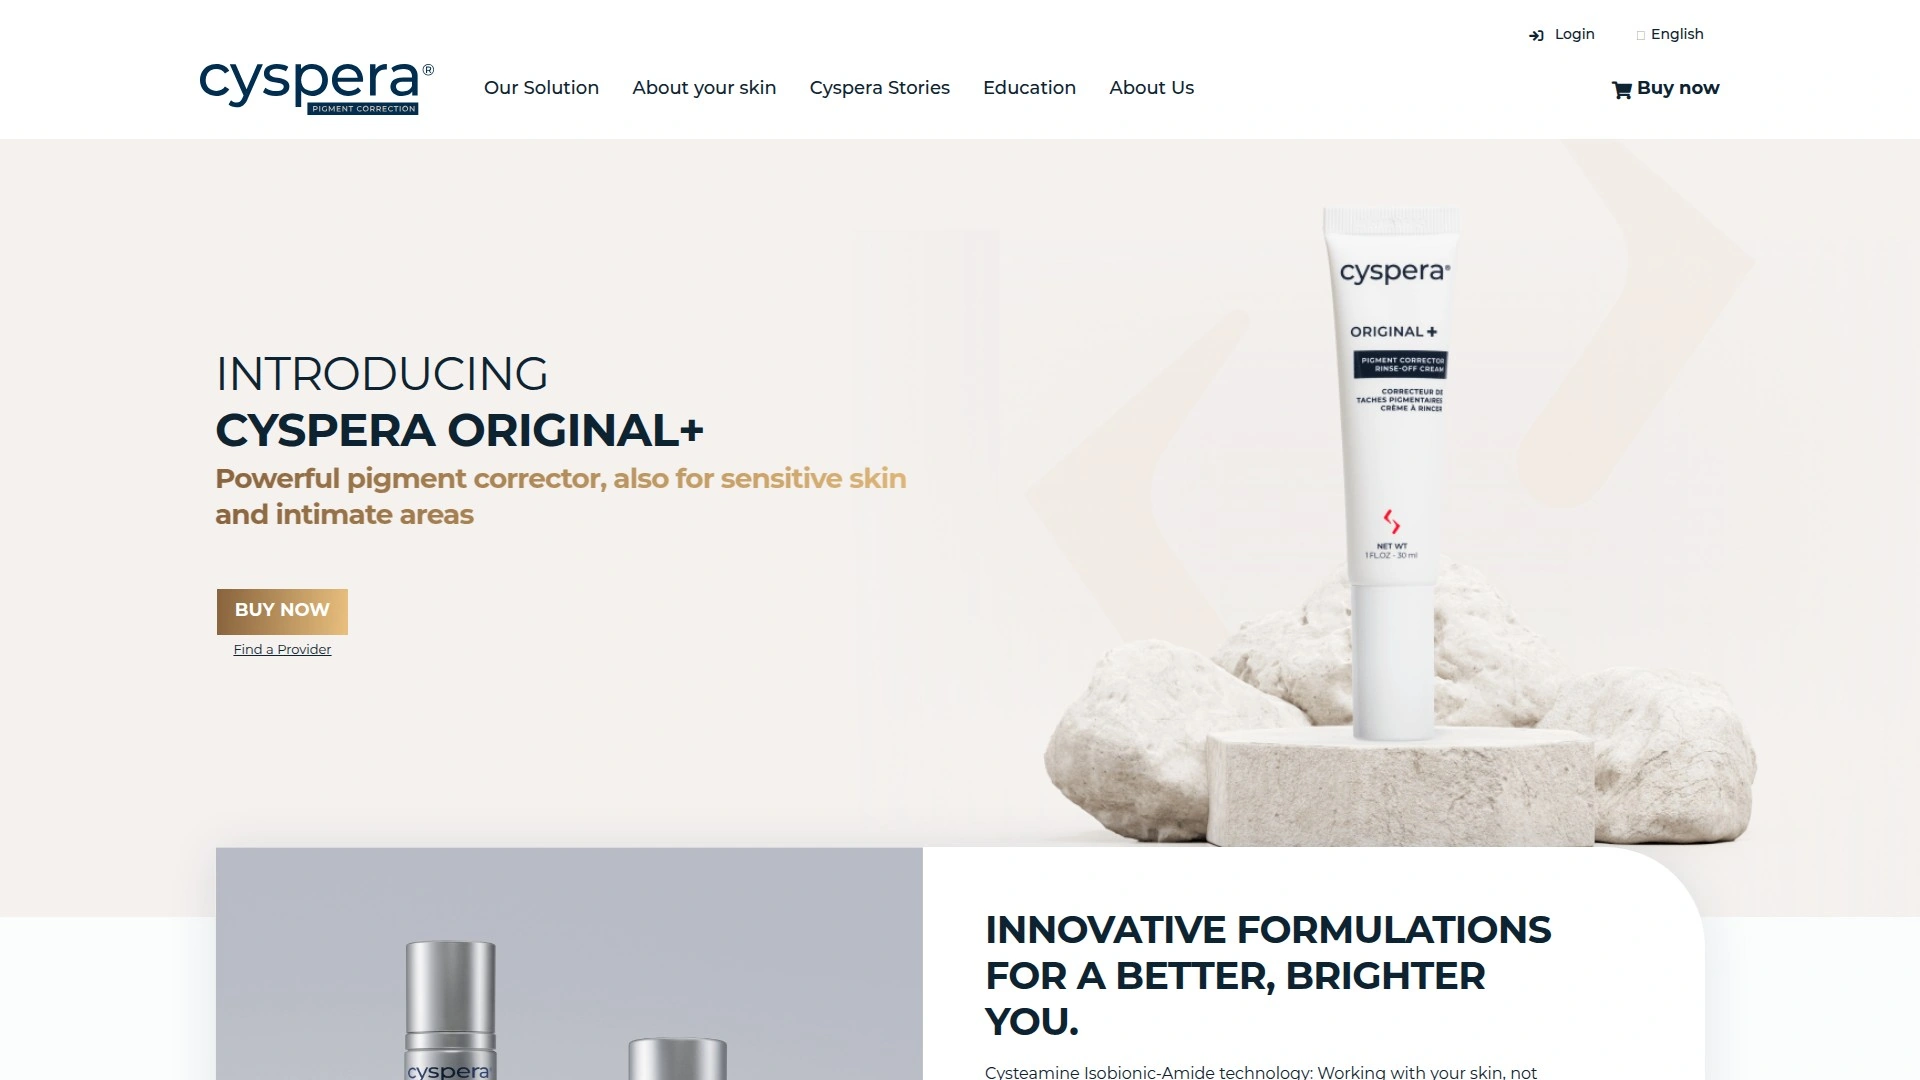 Login
English
cyspera®
PIGMENT CORRECTION
Our Solution
About your skin
Cyspera Stories
Education
About Us
Buy now
INTRODUCING
CYSPERA ORIGINAL+
Powerful pigment corrector, also for sensitive skin
and intimate areas
BUY NOW
Find a Provider
cyspera®
ORIGINAL+
PIGMENT CORRECTOR
RINSE-OFF CREAM
CORRECTEUR DE
TACHES PIGMENTAIRES
CRÈME À RINCER
NET WT
1 FL.OZ - 30 ml
cyspera®
INNOVATIVE FORMULATIONS
FOR A BETTER, BRIGHTER
YOU.
Cysteamine Isobionic-Amide technology: Working with your skin, not